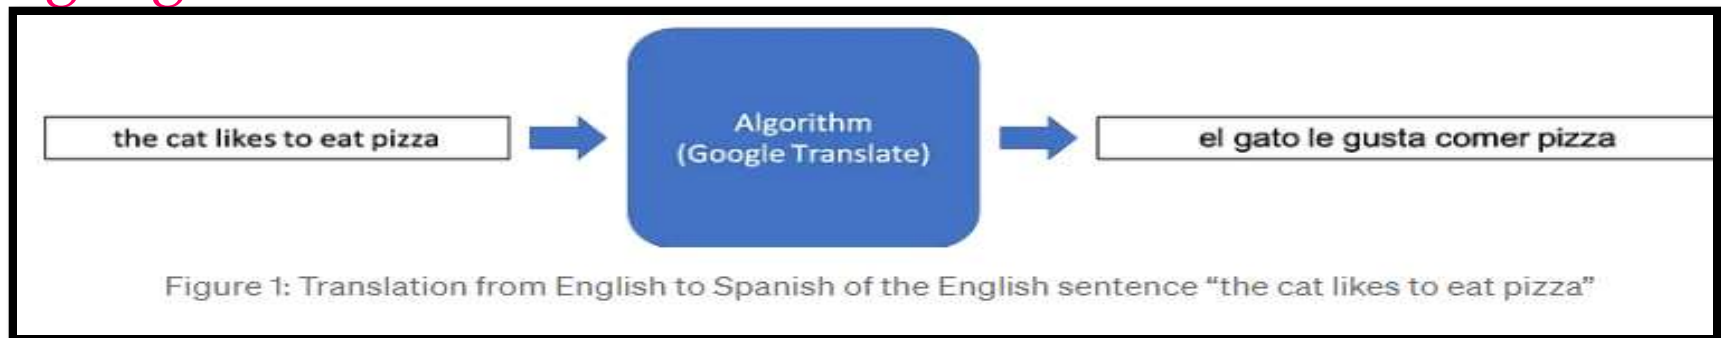 the cat likes to eat pizza
Algorithm
(Google Translate)
el gato le gusta comer pizza
Figure 1: Translation from English to Spanish of the English sentence “the cat likes to eat pizza”